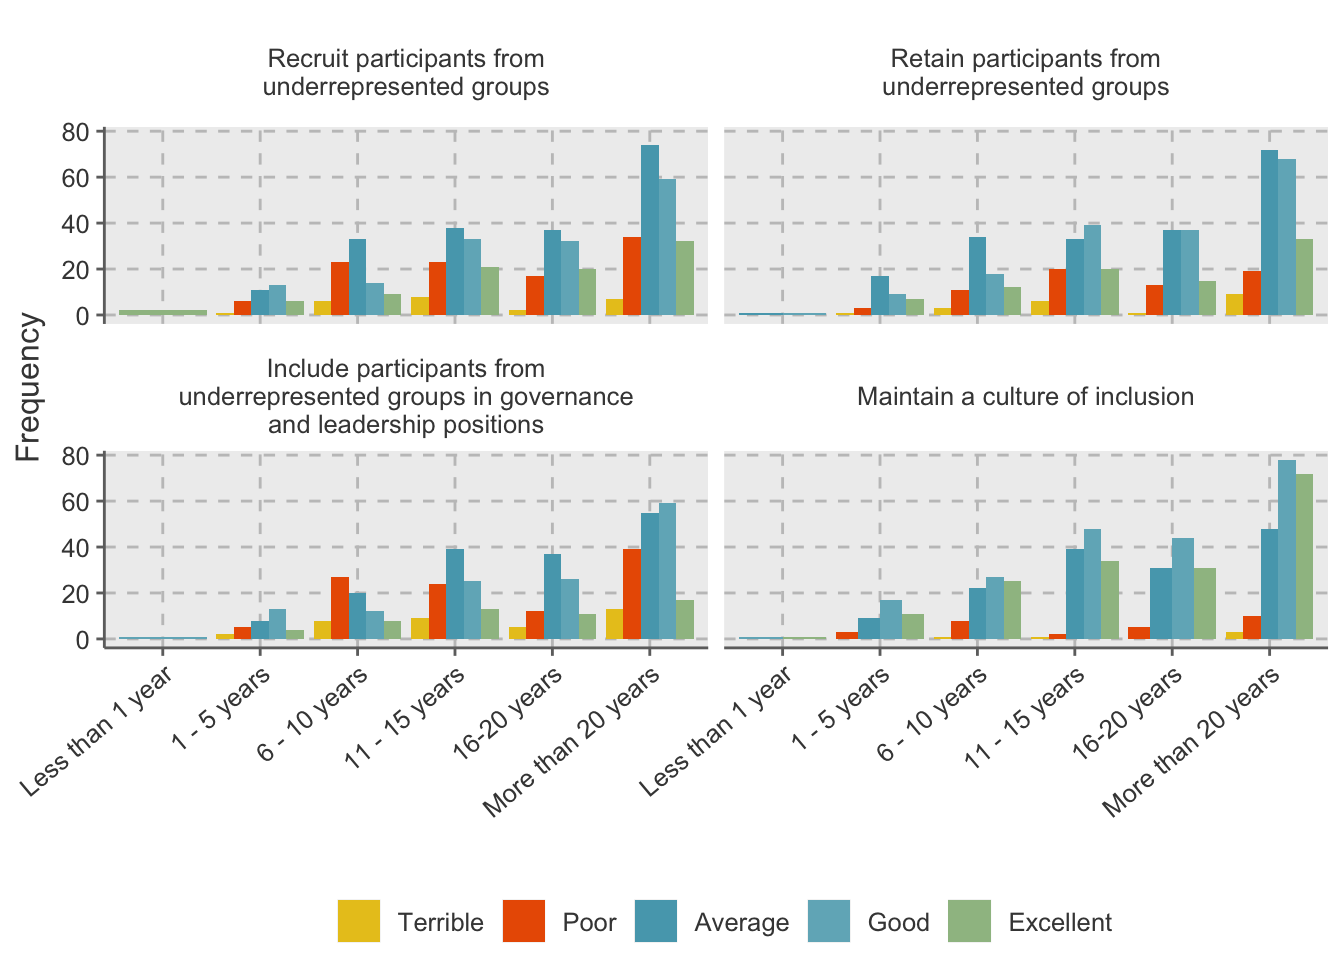 Recruit participants from
underrepresented groups
Retain participants from
underrepresented groups
80
60
40
20
0
Frequency
Include participants from
underrepresented groups in governance
and leadership positions
Maintain a culture of inclusion
80
60
40
20
0
Less than 1 year
1 - 5 years
6 - 10 years
11 - 15 years
16-20 years
More than 20 years
Less than 1 year
1 - 5 years
6 - 10 years
11 - 15 years
16-20 years
More than 20 years
Terrible
Poor
Average
Good
Excellent